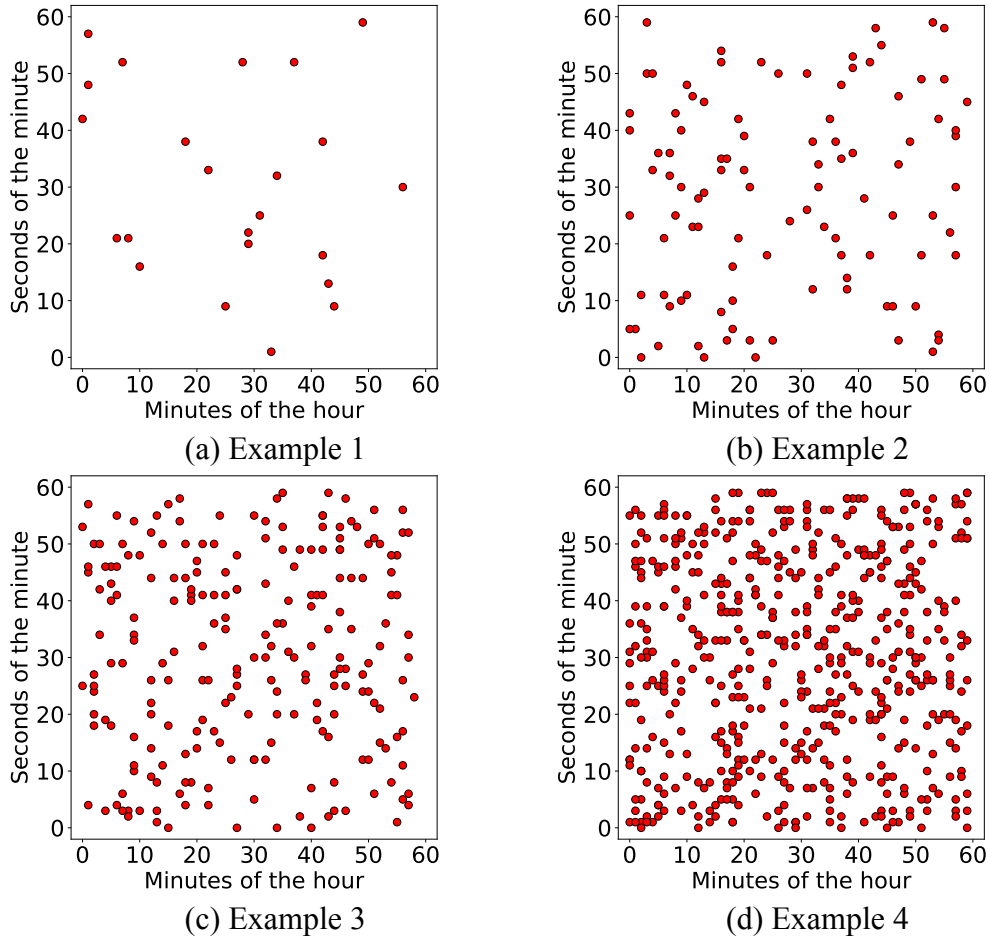 60
50
40
30
20
10
0
Seconds of the minute
0 10 20 30 40 50 60
Minutes of the hour
(a) Example 1
60
50
40
30
20
10
0
Seconds of the minute
0 10 20 30 40 50 60
Minutes of the hour
(b) Example 2
60
50
40
30
20
10
0
Seconds of the minute
0 10 20 30 40 50 60
Minutes of the hour
(c) Example 3
60
50
40
30
20
10
0
Seconds of the minute
0 10 20 30 40 50 60
Minutes of the hour
(d) Example 4